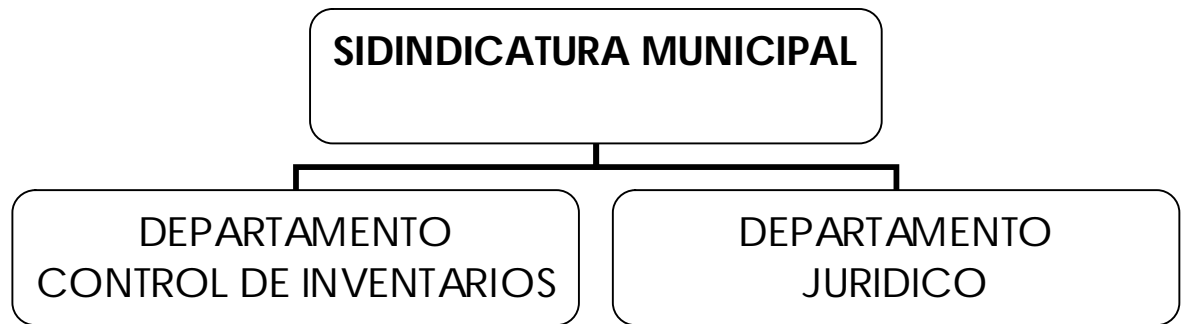 SIDINDICATURA MUNICIPAL
DEPARTAMENTO
CONTROL DE INVENTARIOS
DEPARTAMENTO
JURIDICO